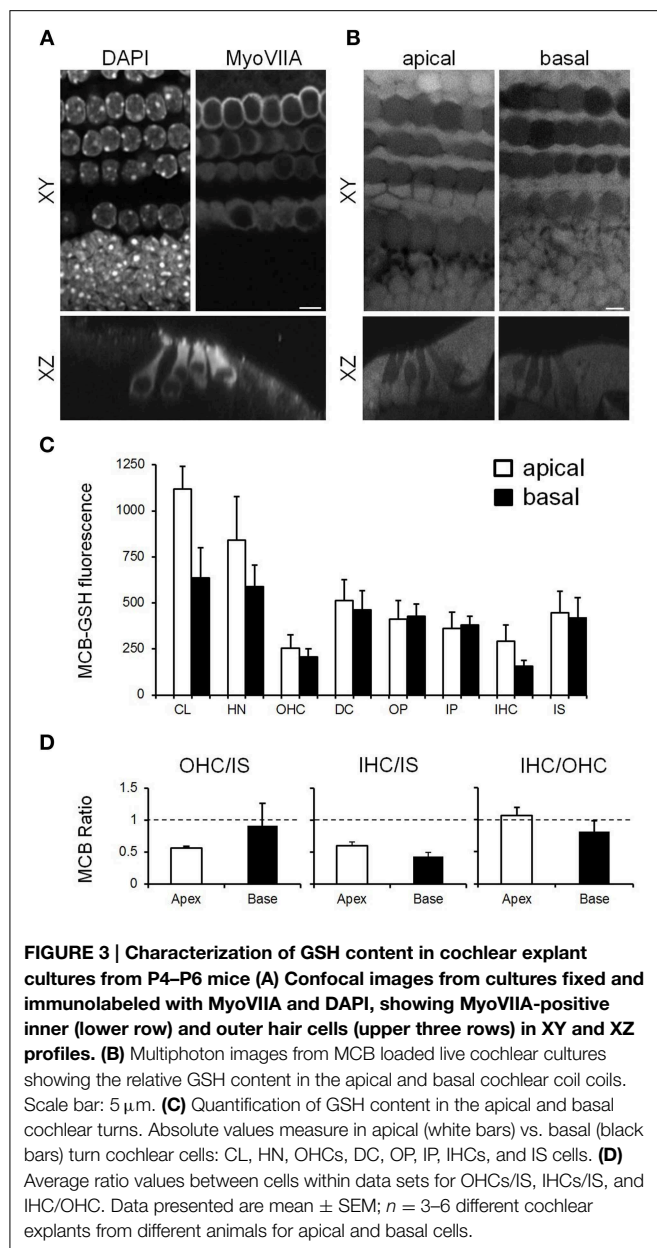 A
B
DAPI
MyoVIIA
apical
basal
XY
XY
XZ
XZ
C
1250
1000
750
500
250
0
MCB-GSH fluorescence
apical
basal
CL HN OHC DC OP IP IHC IS
D
OHC/IS
IHC/IS
IHC/OHC
1.5
1
0.5
0
MCB Ratio
Apex Base
Apex Base
Apex Base
FIGURE 3 | Characterization of GSH content in cochlear explant
cultures from P4–P6 mice (A) Confocal images from cultures fixed and
immunolabeled with MyoVIIA and DAPI, showing MyoVIIA-positive
inner (lower row) and outer hair cells (upper three rows) in XY and XZ
profiles. (B) Multiphoton images from MCB loaded live cochlear cultures
showing the relative GSH content in the apical and basal cochlear coil coils.
Scale bar: 5 μm. (C) Quantification of GSH content in the apical and basal
cochlear turns. Absolute values measure in apical (white bars) vs. basal (black
bars) turn cochlear cells: CL, HN, OHCs, DC, OP, IP, IHCs, and IS cells. (D)
Average ratio values between cells within data sets for OHCs/IS, IHCs/IS, and
IHC/OHC. Data presented are mean ± SEM; n = 3–6 different cochlear
explants from different animals for apical and basal cells.